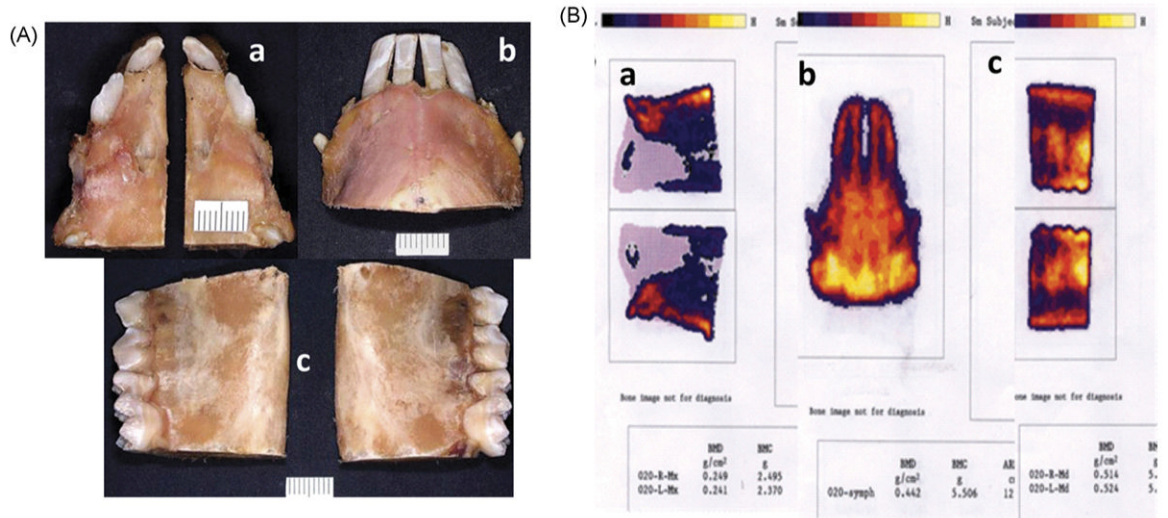 (A)
a
b
c
(B)
H
Sm S
H
Sm Subje
H
a
b
c
Bone image not for diagnosis
Bone image not for diagnosis
one image not for diagnosis
BMD BMC
g/cm² g
020-R-Mx 0.249 2.495
020-L-Mx 0.241 2.370
BMD BMC AR
g/cm² g c
020-symph 0.442 5.506 12
BMD B
g/cm² g
020-R-Md 0.514 5.
020-L-Md 0.524 5.